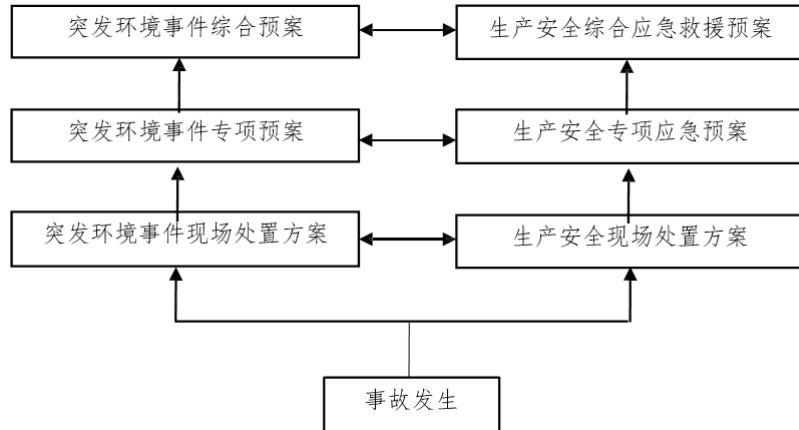 突发环境事件综合预案
生产安全综合应急救援预案
突发环境事件专项预案
生产安全专项应急预案
突发环境事件现场处置方案
生产安全现场处置方案
事故发生